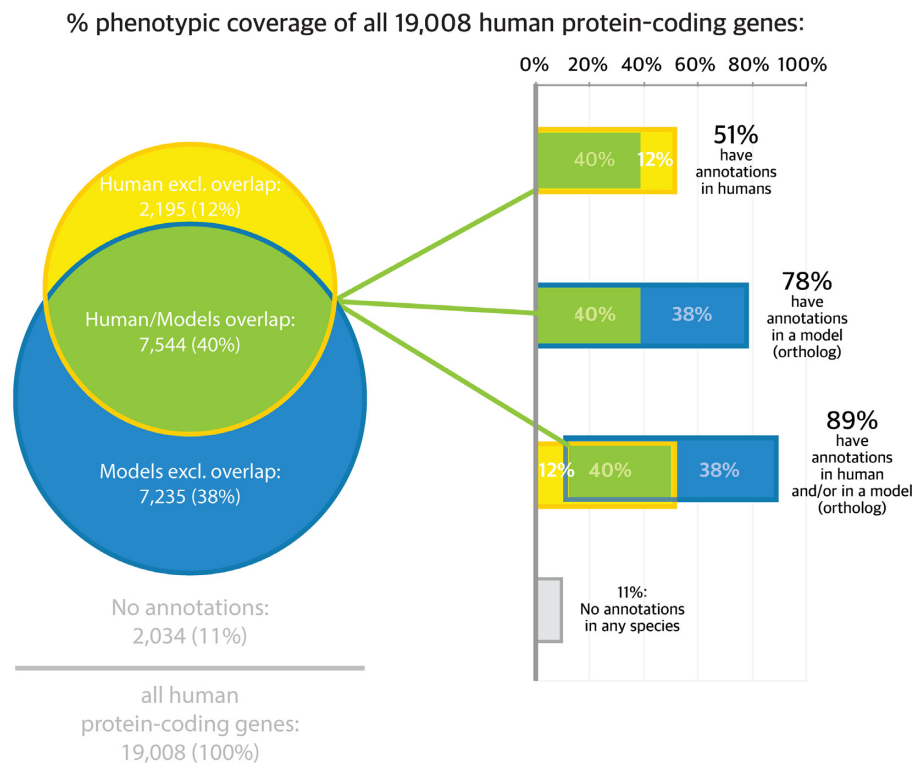 % phenotypic coverage of all 19,008 human protein-coding genes:
Human excl. overlap:
2,195 (12%)
Human/Models overlap:
7,544 (40%)
Models excl. overlap:
7,235 (38%)
No annotations:
2,034 (11%)
all human
protein-coding genes:
19,008 (100%)
0% 20% 40% 60% 80% 100%
40% 12%
51%
have
annotations
in humans
40% 38%
78%
have
annotations
in a model
(ortholog)
12% 40% 38%
89%
have
annotations
in human
and/or in a model
(ortholog)
11%:
No annotations
in any species